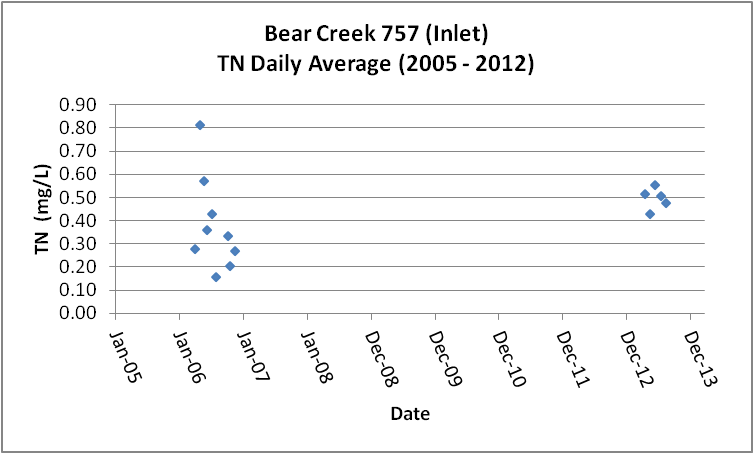 Bear Creek 757 (Inlet)
TN Daily Average (2005 - 2012)
TN (mg/L)
0.90
0.80
0.70
0.60
0.50
0.40
0.30
0.20
0.10
0.00
Jan-05
Jan-06
Jan-07
Jan-08
Dec-08
Dec-09
Dec-10
Dec-11
Dec-12
Dec-13
Date